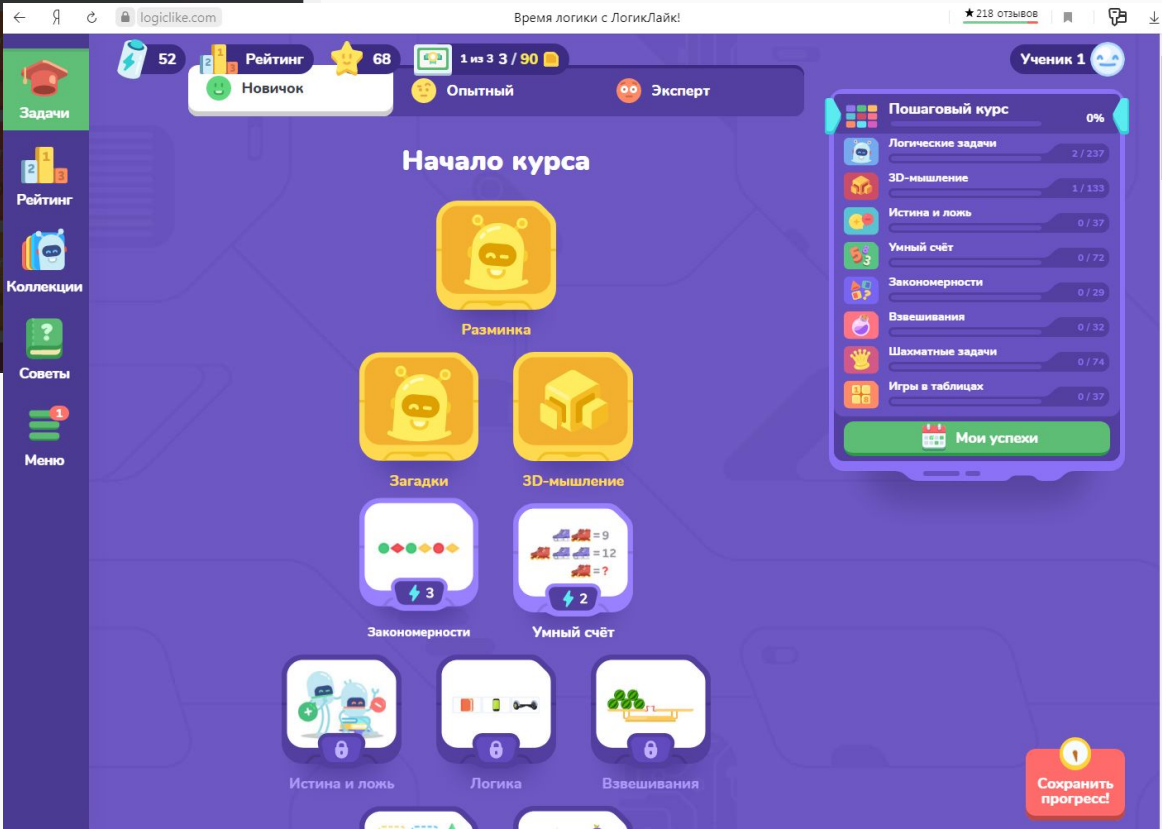 Я
logiclike.com
Время логики с ЛогикЛайк!
★ 218 отзывов
52
Рейтинг
68
1 из 3 3 / 90
Ученик 1
Новичок
Опытный
Эксперт
Задачи
Рейтинг
Коллекции
Советы
1
Меню
Начало курса
Разминка
Загадки
3D-мышление
3
Закономерности
=9
=12
=?
2
Умный счёт
Истина и ложь
Логика
Взвешивания
Пошаговый курс
0%
Логические задачи
2 / 237
3D-мышление
1 / 133
Истина и ложь
0 / 37
Умный счёт
0 / 72
Закономерности
0 / 29
Взвешивания
0 / 32
Шахматные задачи
0 / 74
Игры в таблицах
0 / 37
Мои успехи
Сохранить
прогресс!